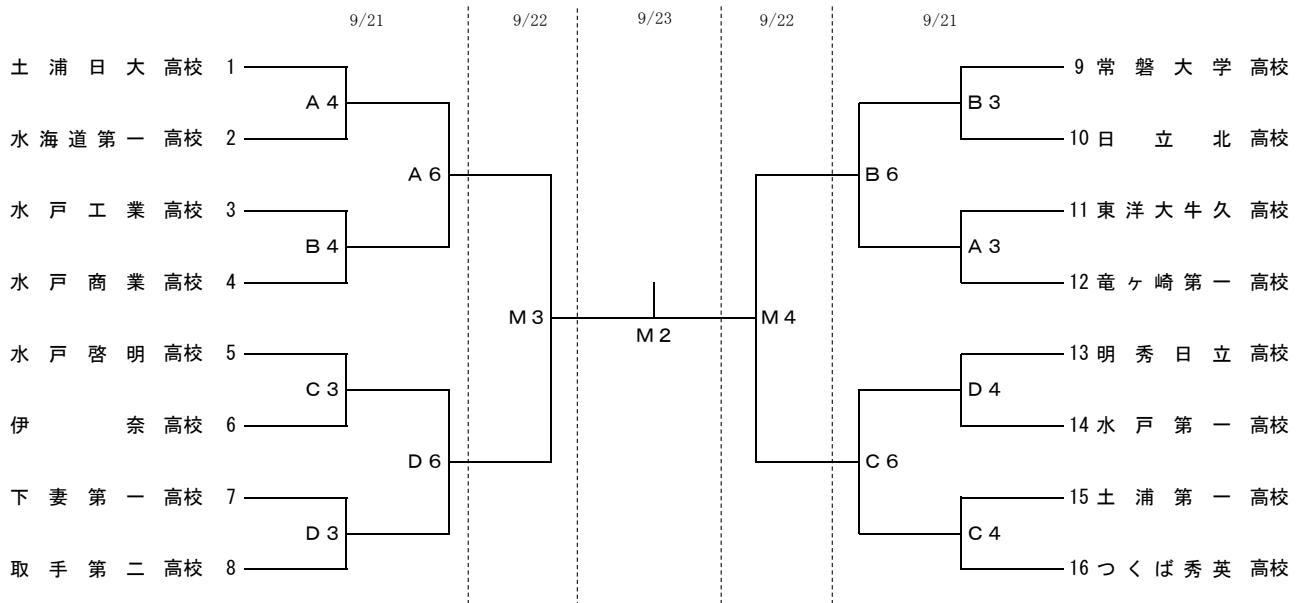 9/21 9/22 9/23 9/22 9/21
土浦日大 高校 1 9 常磐大学 高校
A4 B3
水海道第一 高校 2 10 日立北 高校
A6 B6
水戸工業 高校 3 11 東洋大牛久 高校
B4 A3
水戸商業 高校 4 12 竜ヶ崎第一 高校
M3 M2 M4
水戸啓明 高校 5 13 明秀日立 高校
C3 D4
伊奈 高校 6 14 水戸第一 高校
D6 C6
下妻第一 高校 7 15 土浦第一 高校
D3 C4
取手第二 高校 8 16 つくば秀英 高校